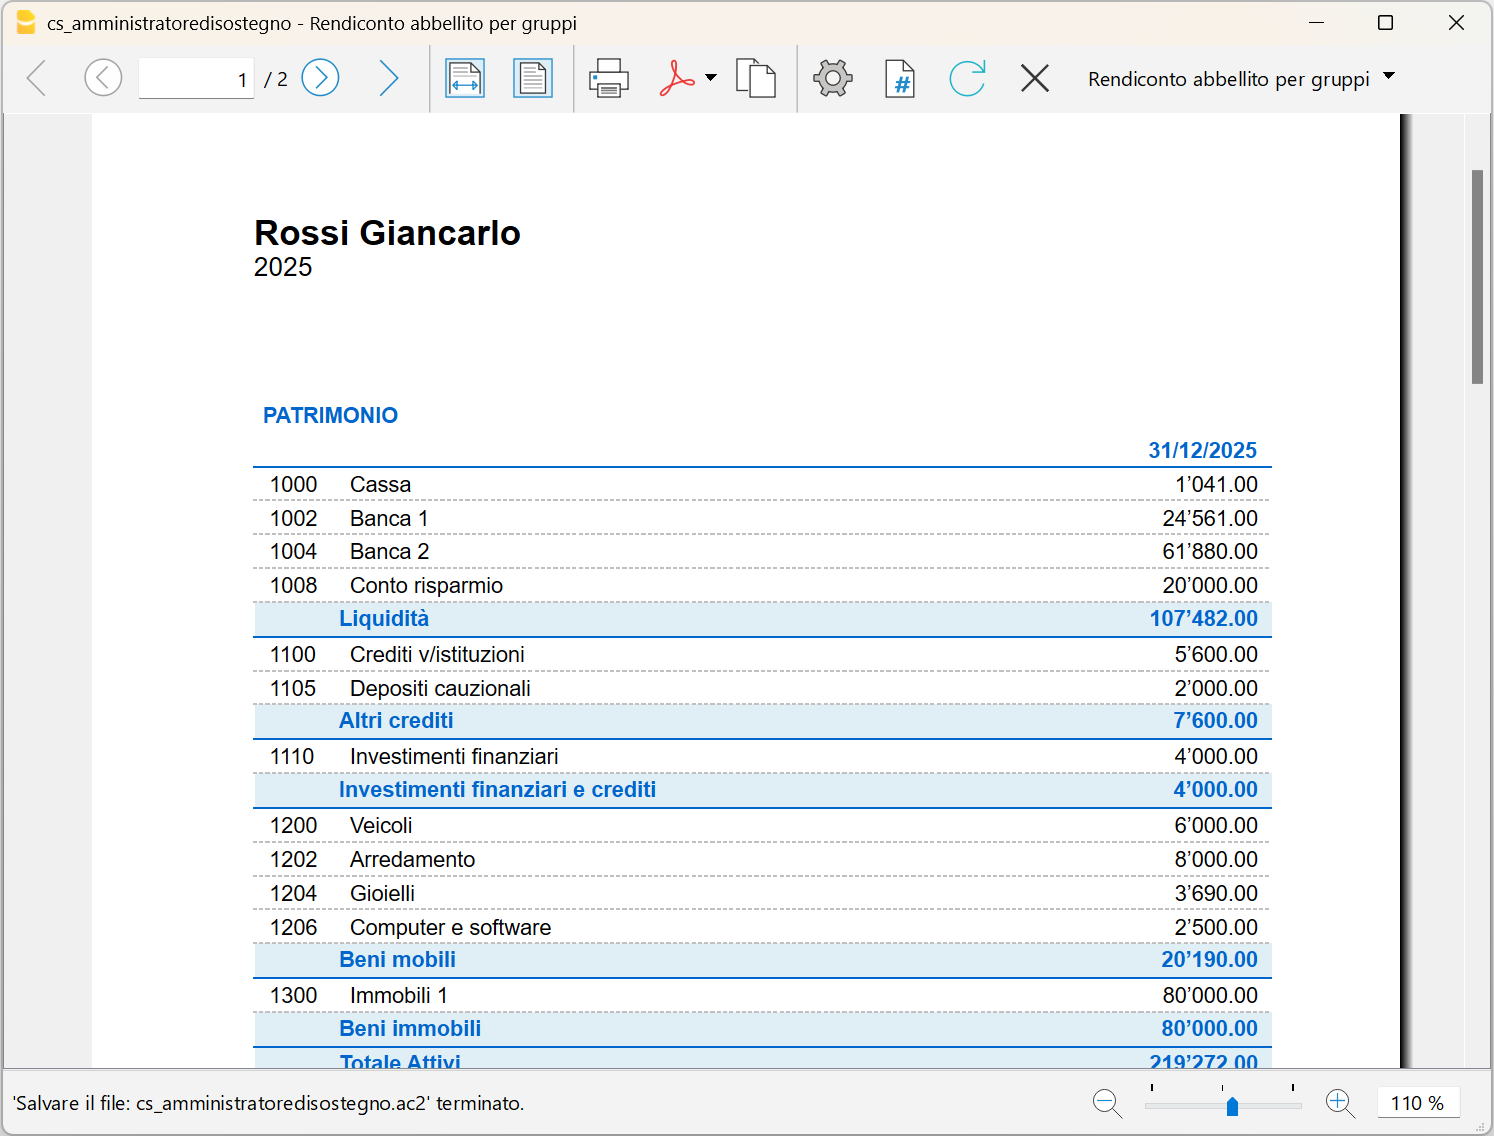 cs_amministratoredisostegno - Rendiconto abbellito per gruppi
1 / 2 # Rendiconto abbellito per gruppi
Rossi Giancarlo
2025
PATRIMONIO
31/12/2025
1000 Cassa 1’041.00
1002 Banca 1 24’561.00
1004 Banca 2 61’880.00
1008 Conto risparmio 20’000.00
Liquidità 107’482.00
1100 Crediti v/istituzioni 5’600.00
1105 Depositi cauzionali 2’000.00
Altri crediti 7’600.00
1110 Investimenti finanziari 4’000.00
Investimenti finanziari e crediti 4’000.00
1200 Veicoli 6’000.00
1202 Arredamento 8’000.00
1204 Gioielli 3’690.00
1206 Computer e software 2’500.00
Beni mobili 20’190.00
1300 Immobili 1 80’000.00
Beni immobili 80’000.00
Totale Attivi 219’272.00
'Salvare il file: cs_amministratoredisostegno.ac2' terminato. 110 %